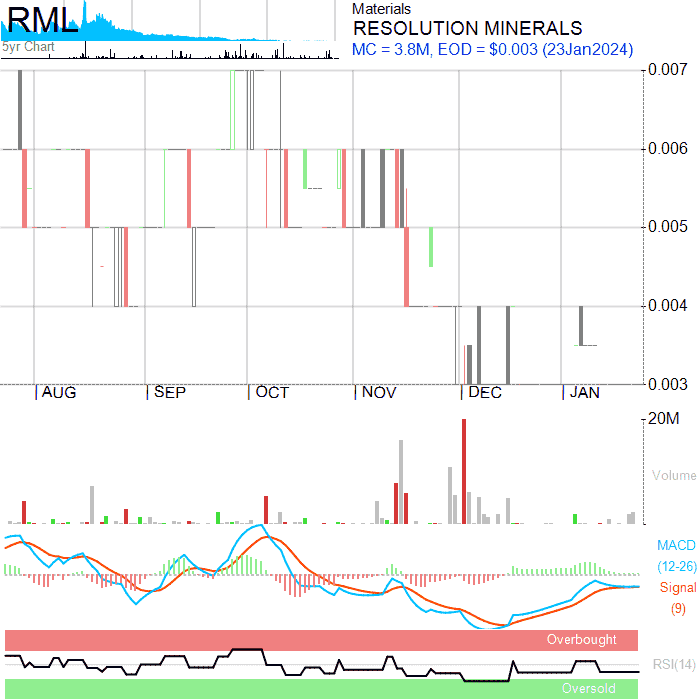 RML
5yr Chart
Materials
RESOLUTION MINERALS
MC = 3.8M, EOD = $0.003 (23Jan2024)
0.007
0.006
0.005
0.004
0.003
AUG SEP OCT NOV DEC JAN
20M
Volume
MACD
(12-26)
Signal
(9)
Overbought
RSI(14)
Oversold